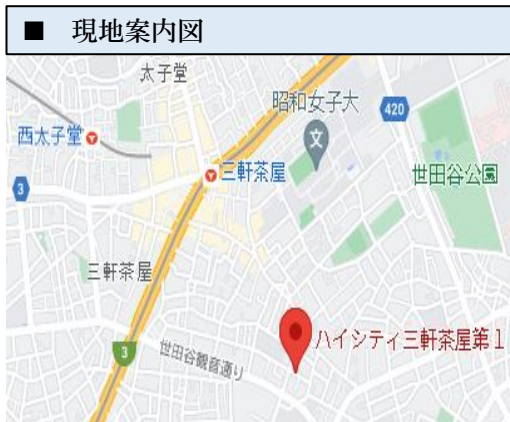 ■ 現地案内図
太子堂
昭和女子大
420
文
西太子堂
三軒茶屋
世田谷公園
3
三軒茶屋
ハイシティ三軒茶屋第1
3
世田谷観音通り